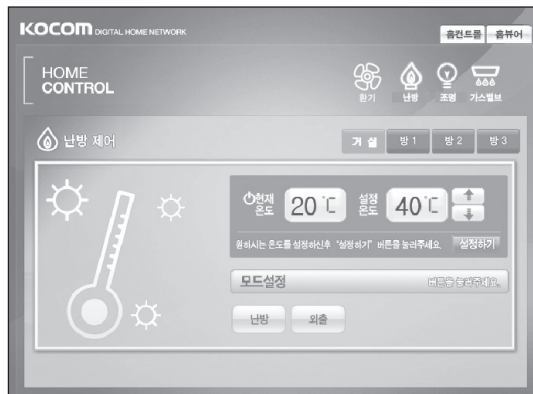 KOCOM DIGITAL HOME NETWORK
홈컨트롤 홈뷰어
HOME
CONTROL
환기 난방 조명 가스밸브
난방 제어
거 실 방 1 방 2 방 3
현재
온도 20℃ 설정
온도 40℃
원하시는 온도를 설정하신후 "설정하기" 버튼을 눌러주세요. 설정하기
모드설정 버튼을 눌러주세요.
난방 외출